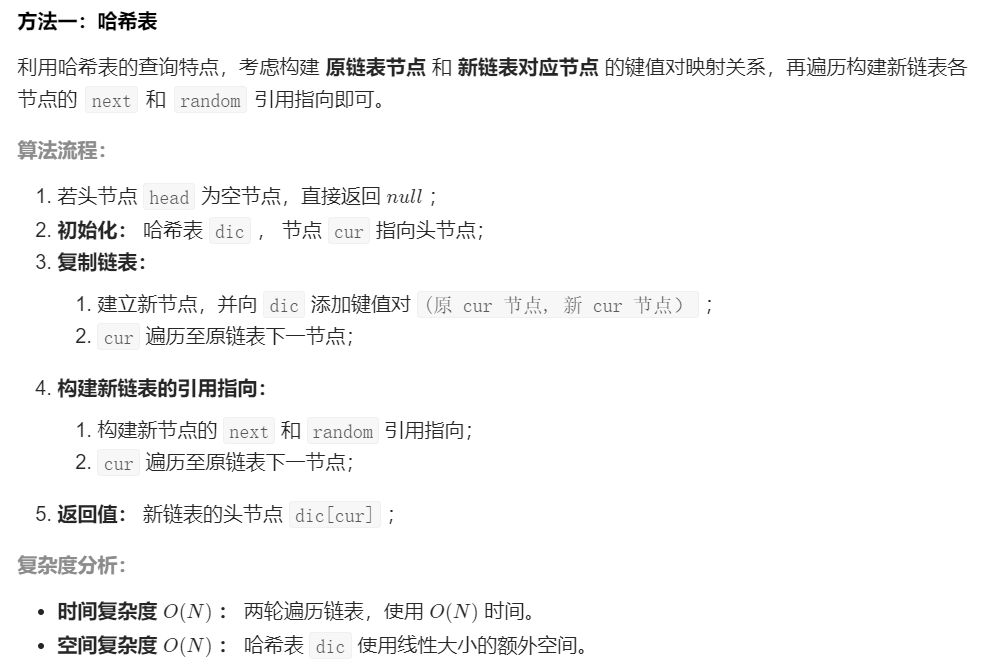 方法一：哈希表
利用哈希表的查询特点，考虑构建 原链表节点 和 新链表对应节点 的键值对映射关系，再遍历构建新链表各
节点的 next 和 random 引用指向即可。
算法流程：
1. 若头节点 head 为空节点，直接返回 null ；
2. 初始化： 哈希表 dic ， 节点 cur 指向头节点；
3. 复制链表：
1. 建立新节点，并向 dic 添加键值对 (原 cur 节点, 新 cur 节点） ；
2. cur 遍历至原链表下一节点；
4. 构建新链表的引用指向：
1. 构建新节点的 next 和 random 引用指向；
2. cur 遍历至原链表下一节点；
5. 返回值： 新链表的头节点 dic[cur] ；
复杂度分析：
• 时间复杂度 O(N) ： 两轮遍历链表，使用 O(N) 时间。
• 空间复杂度 O(N) ： 哈希表 dic 使用线性大小的额外空间。